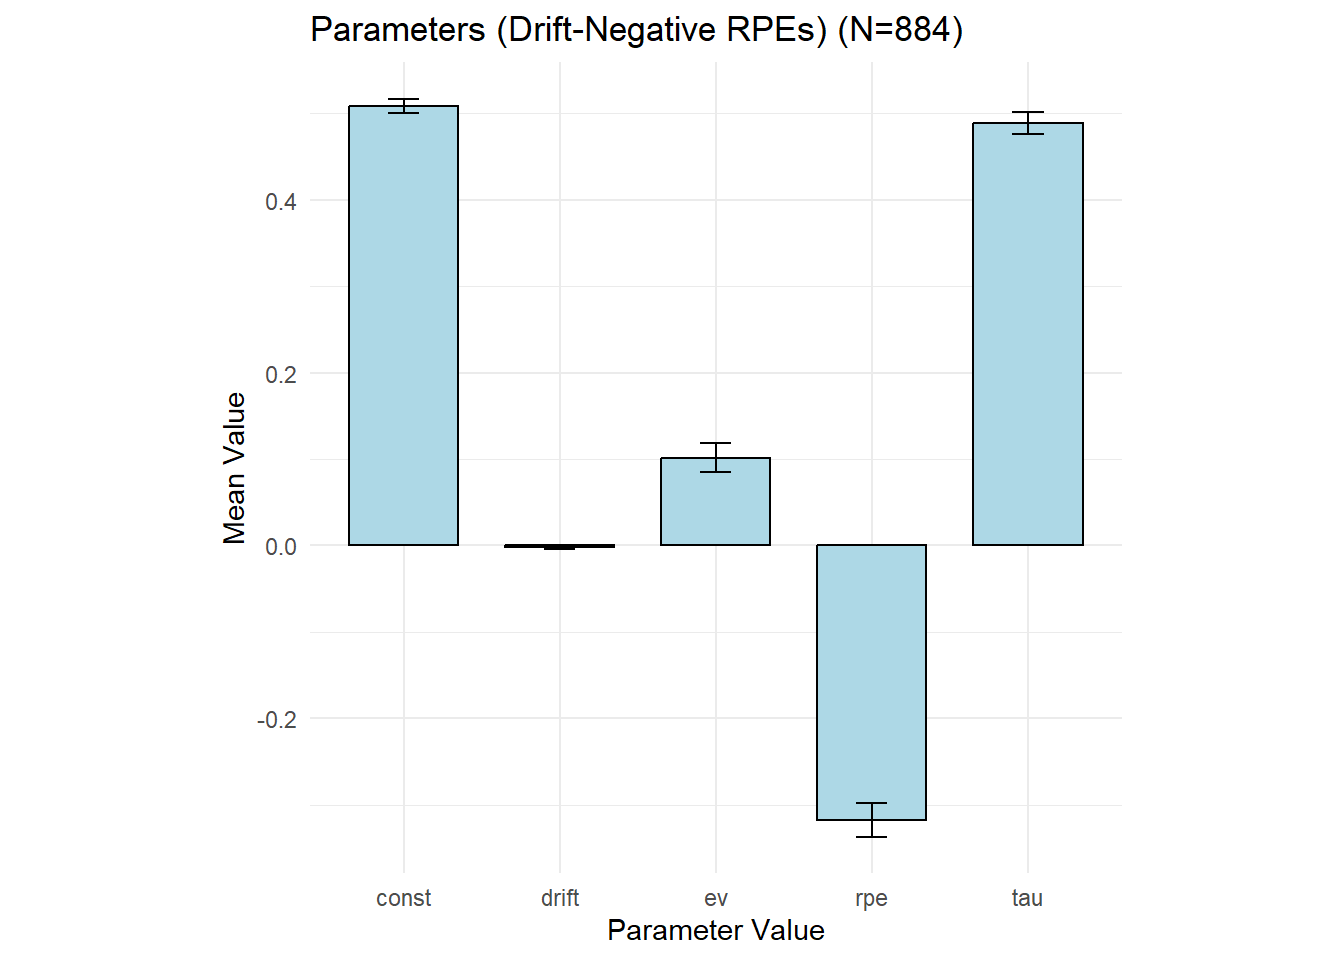 Parameters (Drift-Negative RPEs) (N=884)
Mean Value
0.4
0.2
0.0
-0.2
const
drift
ev
rpe
tau
Parameter Value